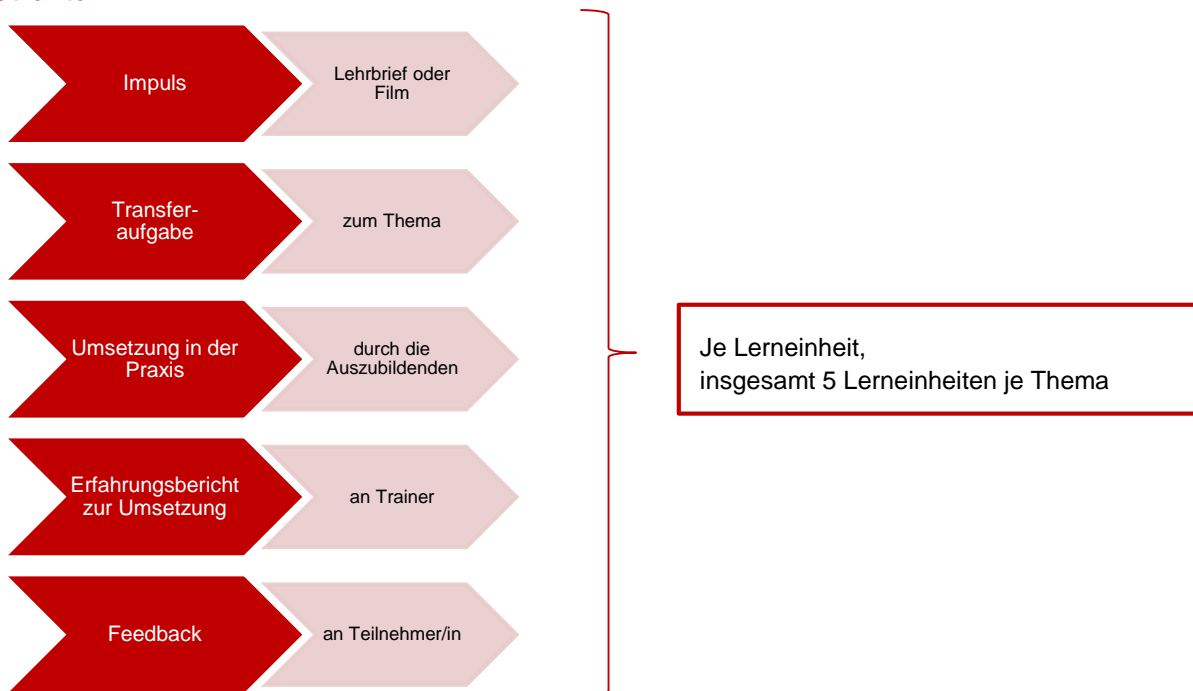 Impuls
Lehrbrief oder
Film
Transfer-
aufgabe
zum Thema
Umsetzung in der
Praxis
durch die
Auszubildenden
Je Lerneinheit,
insgesamt 5 Lerneinheiten je Thema
Erfahrungsbericht
zur Umsetzung
an Trainer
Feedback
an Teilnehmer/in